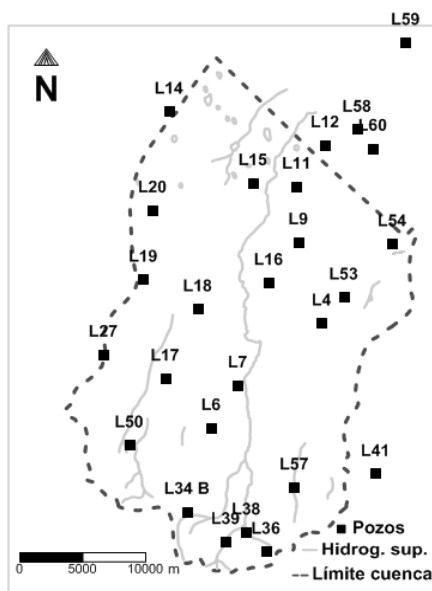 L59
N
L14
L58
L12
L60
L15
L11
L20
L9
L54
L19
L16
L53
L18
L4
L27
L17
L7
L6
L50
L41
L57
L34 B
L38
L39
L36
Pozos
Hidrog. sup.
Límite cuenca
0 5000 10000 m